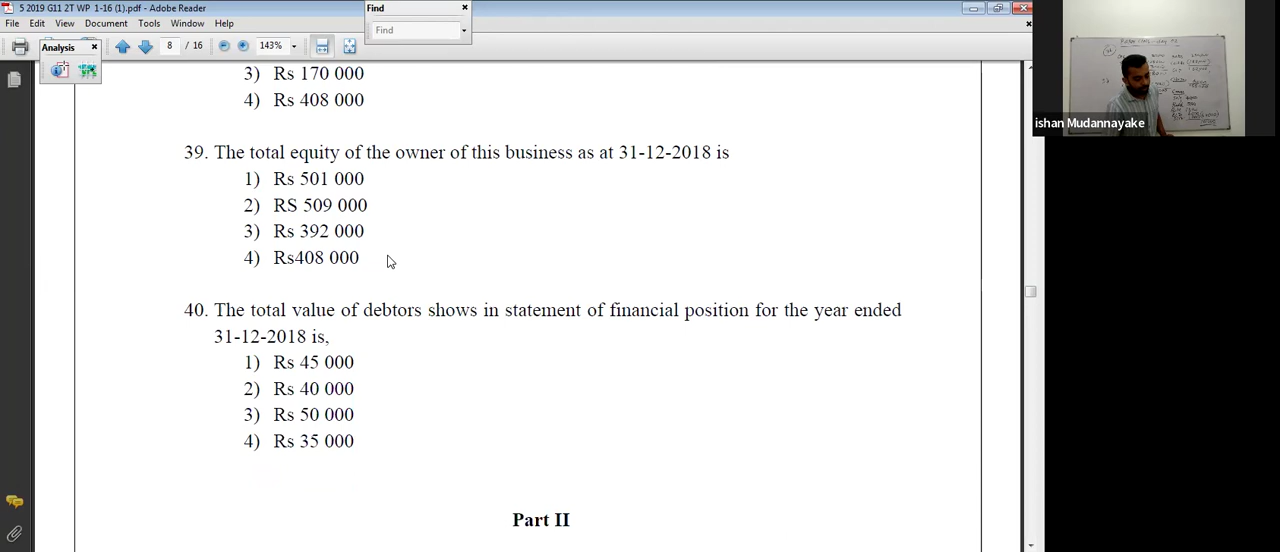 5 2019 G11 2T WP 1-16 (1).pdf - Adobe Reader
File Edit View Document Tools Window Help
Find
Find
Analysis
8 / 16 143%
3) Rs 170 000
4) Rs 408 000
39. The total equity of the owner of this business as at 31-12-2018 is
1) Rs 501 000
2) RS 509 000
3) Rs 392 000
4) Rs408 000
40. The total value of debtors shows in statement of financial position for the year ended
31-12-2018 is,
1) Rs 45 000
2) Rs 40 000
3) Rs 50 000
4) Rs 35 000
Part II
ishan Mudannayake